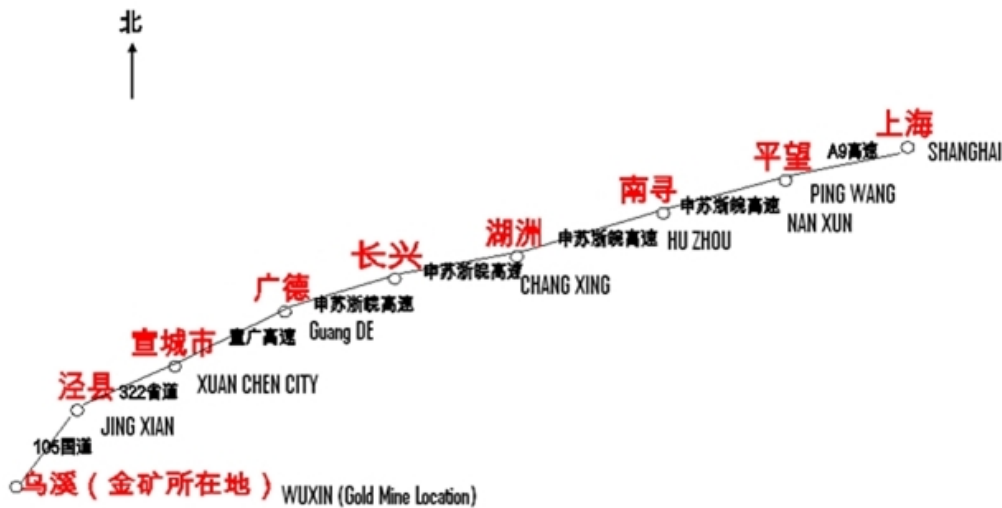 北
上海
A9高速
SHANGHAI
平望
PING WANG
南寻
申苏浙皖高速
NAN XUN
湖洲
申苏浙皖高速
HU ZHOU
长兴
申苏浙皖高速
CHANG XING
广德
申苏浙皖高速
Guang DE
宣城市
宣广高速
XUAN CHEN CITY
泾县
322省道
JING XIAN
105国道
乌溪（金矿所在地）
WUXIN (Gold Mine Location)